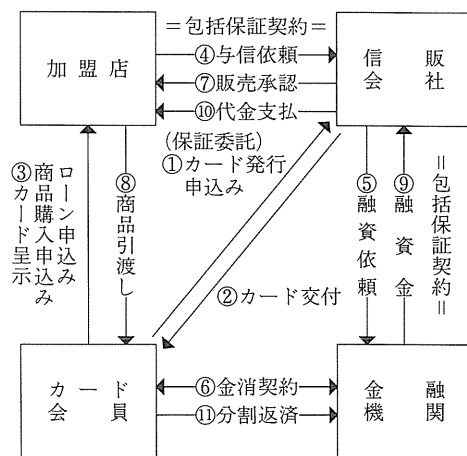 ＝包括保証契約＝
加盟店
④与信依頼
⑦販売承認
⑩代金支払
信販
会社
(保証委託)
①カード発行
申込み
③カード呈示
商品購入申込み
ローン申込み
⑧商品引渡し
②カード交付
⑤融資依頼
⑨融資金
＝包括保証契約＝
カード
会員
⑥金消契約
⑪分割返済
金融
機関